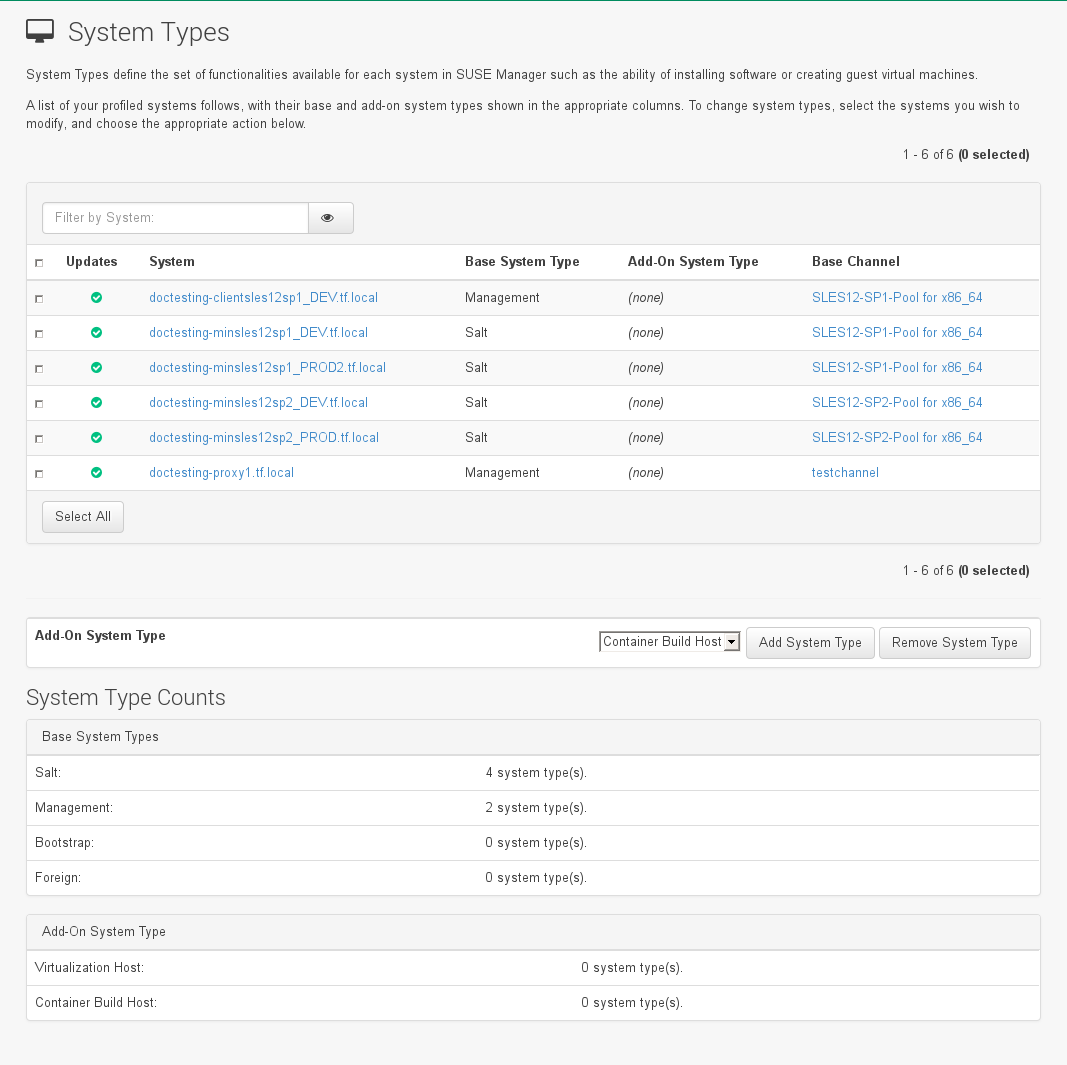 System Types
System Types define the set of functionalities available for each system in SUSE Manager such as the ability of installing software or creating guest virtual machines.
A list of your profiled systems follows, with their base and add-on system types shown in the appropriate columns. To change system types, select the systems you wish to
modify, and choose the appropriate action below.
1 - 6 of 6 (0 selected)
Filter by System:
Updates System Base System Type Add-On System Type Base Channel
doctesting-clientsles12sp1_DEV.tf.local Management (none) SLES12-SP1-Pool for x86_64
doctesting-minsles12sp1_DEV.tf.local Salt (none) SLES12-SP1-Pool for x86_64
doctesting-minsles12sp1_PROD2.tf.local Salt (none) SLES12-SP1-Pool for x86_64
doctesting-minsles12sp2_DEV.tf.local Salt (none) SLES12-SP2-Pool for x86_64
doctesting-minsles12sp2_PROD.tf.local Salt (none) SLES12-SP2-Pool for x86_64
doctesting-proxy1.tf.local Management (none) testchannel
Select All
1 - 6 of 6 (0 selected)
Add-On System Type Container Build Host Add System Type Remove System Type
System Type Counts
Base System Types
Salt: 4 system type(s).
Management: 2 system type(s).
Bootstrap: 0 system type(s).
Foreign: 0 system type(s).
Add-On System Type
Virtualization Host: 0 system type(s).
Container Build Host: 0 system type(s).